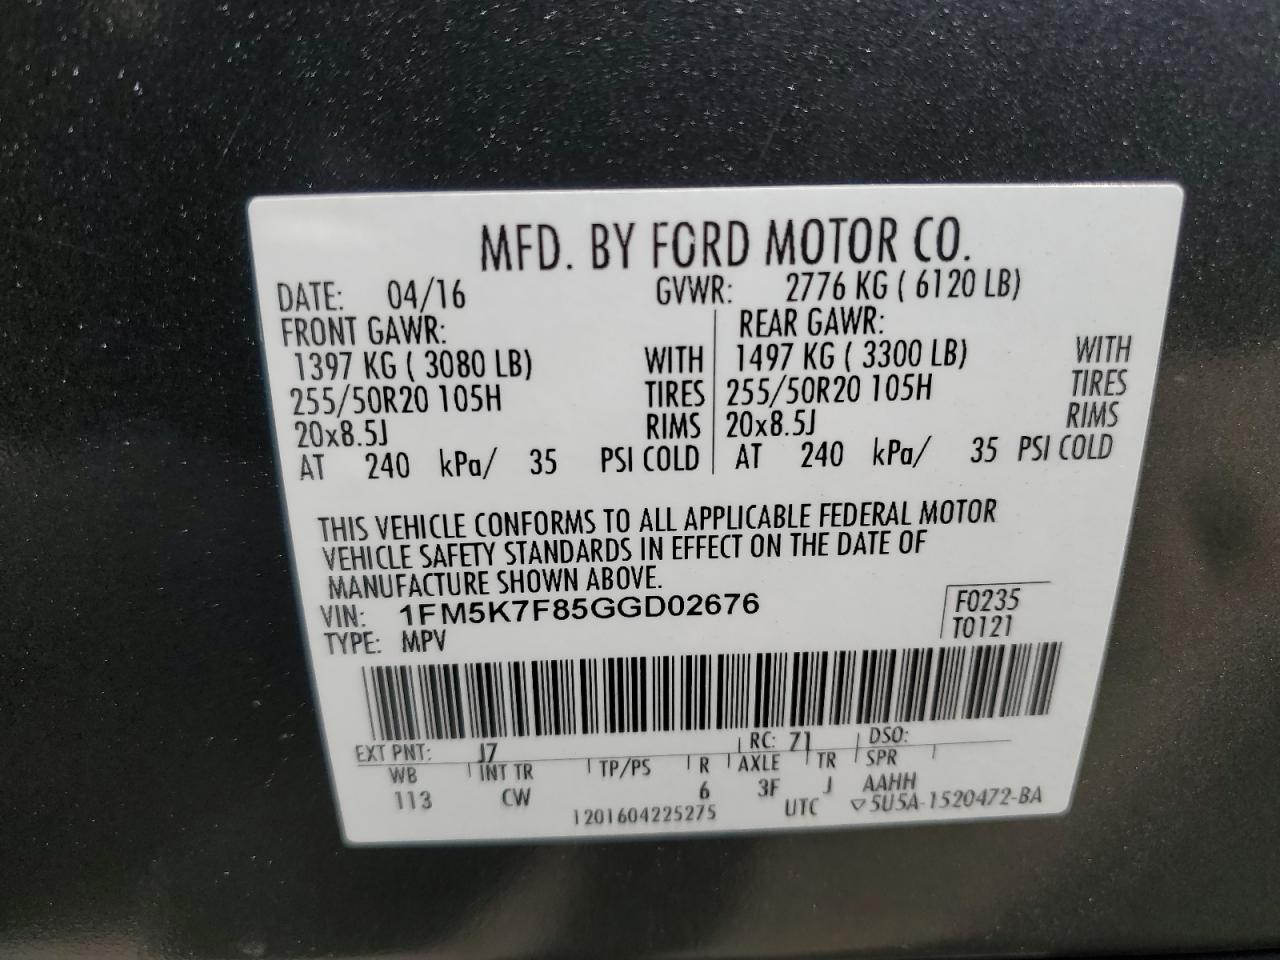 MFD. BY FORD MOTOR CO.
DATE: 04/16 GVWR: 2776 KG ( 6120 LB)
FRONT GAWR: REAR GAWR:
1397 KG ( 3080 LB) WITH 1497 KG ( 3300 LB) WITH
255/50R20 105H TIRES 255/50R20 105H TIRES
20x8.5J RIMS 20x8.5J RIMS
AT 240 kPa/ 35 PSI COLD AT 240 kPa/ 35 PSI COLD
THIS VEHICLE CONFORMS TO ALL APPLICABLE FEDERAL MOTOR
VEHICLE SAFETY STANDARDS IN EFFECT ON THE DATE OF
MANUFACTURE SHOWN ABOVE.
VIN: 1FM5K7F85GGD02676 F0235
TYPE: MPV T0121
EXT PNT: J7 RC: 71 DSO:
WB INT TR TP/PS R AXLE TR SPR
113 CW 6 3F J AAHH
1201604225275 UTC ▽5U5A-1520472-BA